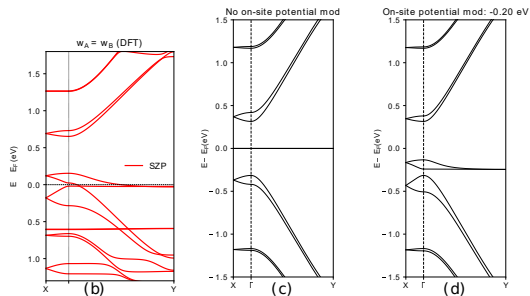 w_A = w_B (DFT)
E E_F(eV)
1.5
1.0
0.5
0.0
0.5
1.0
SZP
X
Y
(b)
No on-site potential mod
E − E_F(eV)
1.5
1.0
0.5
0.0
−0.5
−1.0
−1.5
X
Γ
Y
(c)
On-site potential mod: -0.20 eV
E − E_F(eV)
1.5
1.0
0.5
0.0
−0.5
−1.0
−1.5
X
Γ
Y
(d)